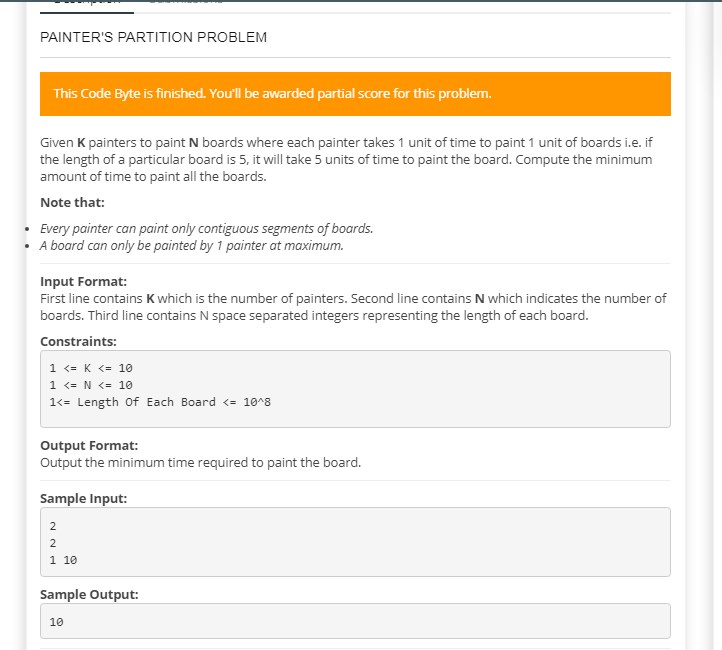 PAINTER'S PARTITION PROBLEM
This Code Byte is finished. You'll be awarded partial score for this problem.
Given K painters to paint N boards where each painter takes 1 unit of time to paint 1 unit of boards i.e. if
the length of a particular board is 5, it will take 5 units of time to paint the board. Compute the minimum
amount of time to paint all the boards.
Note that:
• Every painter can paint only contiguous segments of boards.
• A board can only be painted by 1 painter at maximum.
Input Format:
First line contains K which is the number of painters. Second line contains N which indicates the number of
boards. Third line contains N space separated integers representing the length of each board.
Constraints:
1 <= K <= 10
1 <= N <= 10
1<= Length Of Each Board <= 10^8
Output Format:
Output the minimum time required to paint the board.
Sample Input:
2
2
1 10
Sample Output:
10